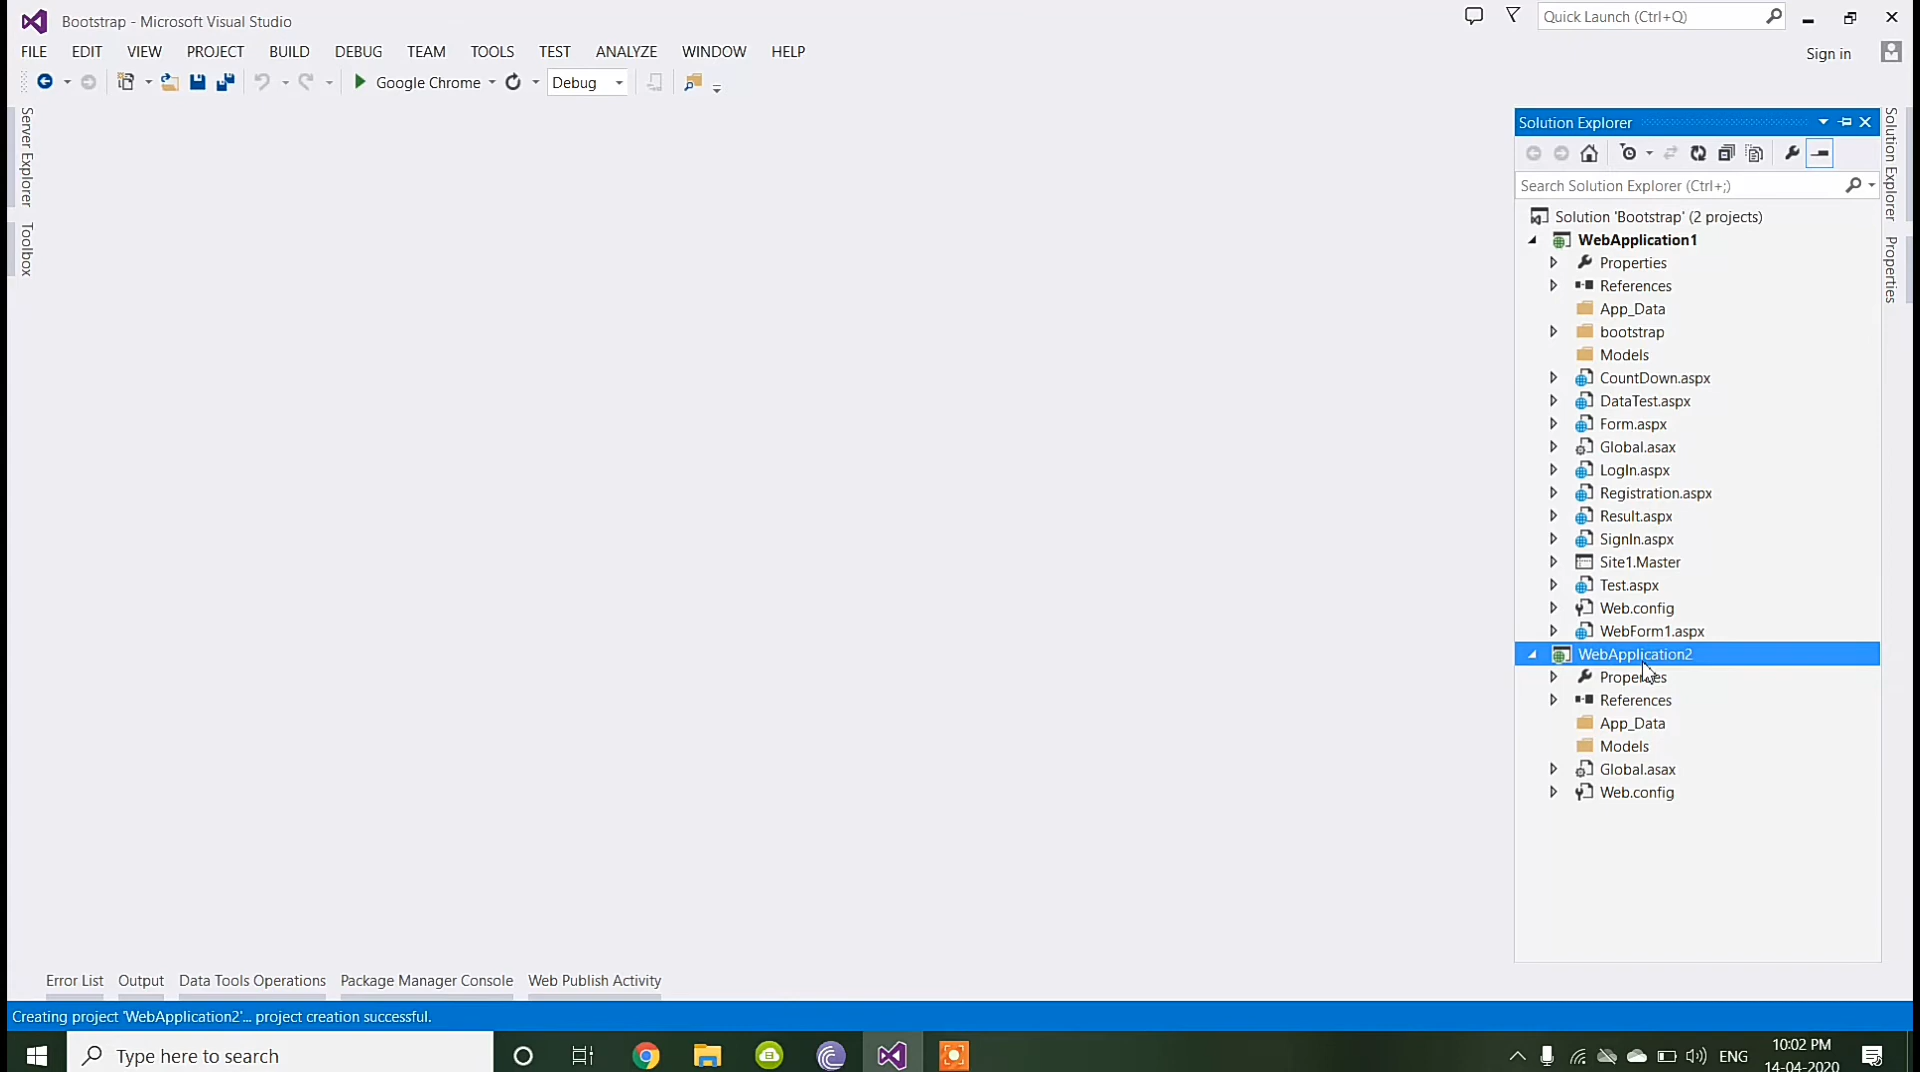 Bootstrap - Microsoft Visual Studio
Quick Launch (Ctrl+Q)
FILE EDIT VIEW PROJECT BUILD DEBUG TEAM TOOLS TEST ANALYZE WINDOW HELP
Sign in
Google Chrome
Debug
Server Explorer
Toolbox
Solution Explorer
Search Solution Explorer (Ctrl+;)
Solution 'Bootstrap' (2 projects)
WebApplication1
Properties
References
App_Data
bootstrap
Models
CountDown.aspx
DataTest.aspx
Form.aspx
Global.asax
LogIn.aspx
Registration.aspx
Result.aspx
SignIn.aspx
Site1.Master
Test.aspx
Web.config
WebForm1.aspx
WebApplication2
Properties
References
App_Data
Models
Global.asax
Web.config
Solution Explorer
Properties
Error List Output Data Tools Operations Package Manager Console Web Publish Activity
Creating project 'WebApplication2'... project creation successful.
Type here to search
ENG
10:02 PM
14-04-2020